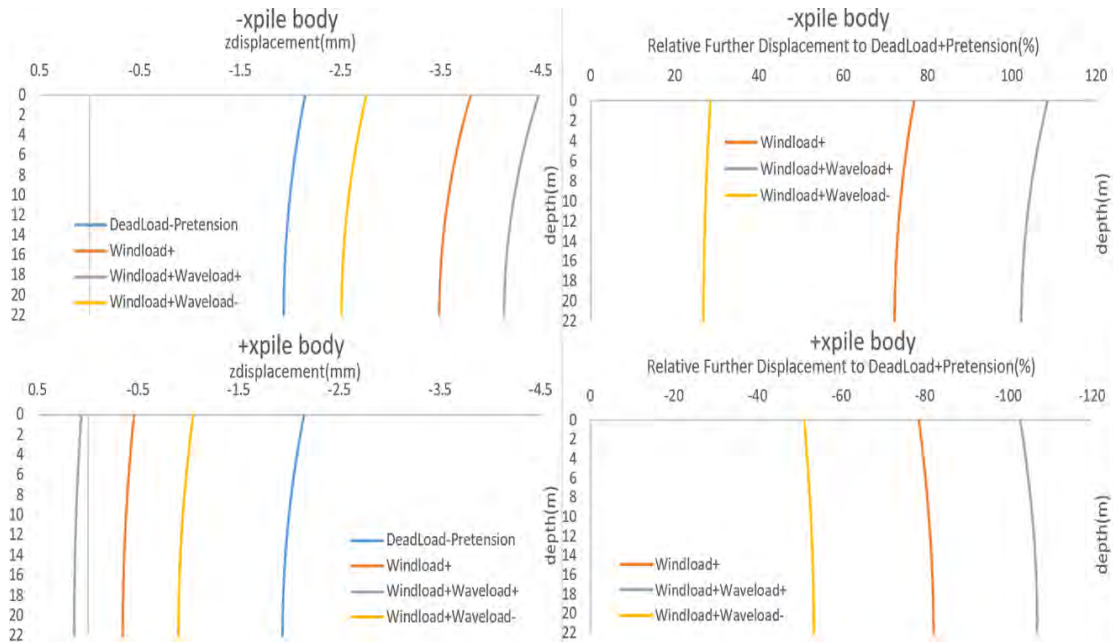 -xpile body
zdisplacement(mm)
0.5 -0.5 -1.5 -2.5 -3.5 -4.5
0
2
4
6
8
10
12
14
16
18
20
22
depth(m)
DeadLoad-Pretension
Windload+
Windload+Waveload+
Windload+Waveload-
-xpile body
Relative Further Displacement to DeadLoad+Pretension(%)
0 20 40 60 80 100 120
0
2
4
6
8
10
12
14
16
18
20
22
depth(m)
Windload+
Windload+Waveload+
Windload+Waveload-
+xpile body
zdisplacement(mm)
0.5 -0.5 -1.5 -2.5 -3.5 -4.5
0
2
4
6
8
10
12
14
16
18
20
22
depth(m)
DeadLoad-Pretension
Windload+
Windload+Waveload+
Windload+Waveload-
+xpile body
Relative Further Displacement to DeadLoad+Pretension(%)
0 -20 -40 -60 -80 -100 -120
0
2
4
6
8
10
12
14
16
18
20
22
depth(m)
Windload+
Windload+Waveload+
Windload+Waveload-